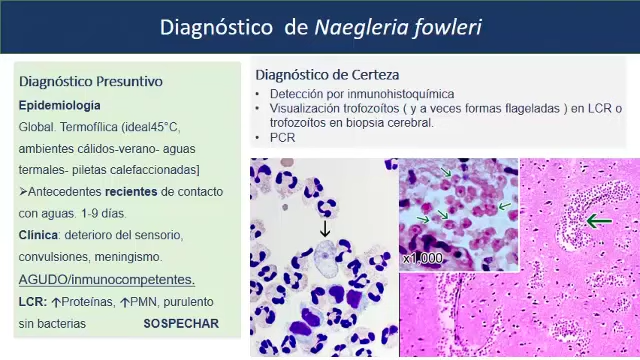 Diagnóstico de Naegleria fowleri
Diagnóstico Presuntivo
Epidemiología
Global. Termofílica (ideal45°C,
ambientes cálidos-verano- aguas
termales- piletas calefaccionadas]
➢Antecedentes recientes de contacto
con aguas. 1-9 días.
Clínica: deterioro del sensorio,
convulsiones, meningismo.
AGUDO/inmunocompetentes.
LCR: ↑Proteínas, ↑PMN, purulento
sin bacterias SOSPECHAR
Diagnóstico de Certeza
• Detección por inmunohistoquímica
• Visualización trofozoítos ( y a veces formas flageladas ) en LCR o
trofozoítos en biopsia cerebral.
• PCR
x1.000